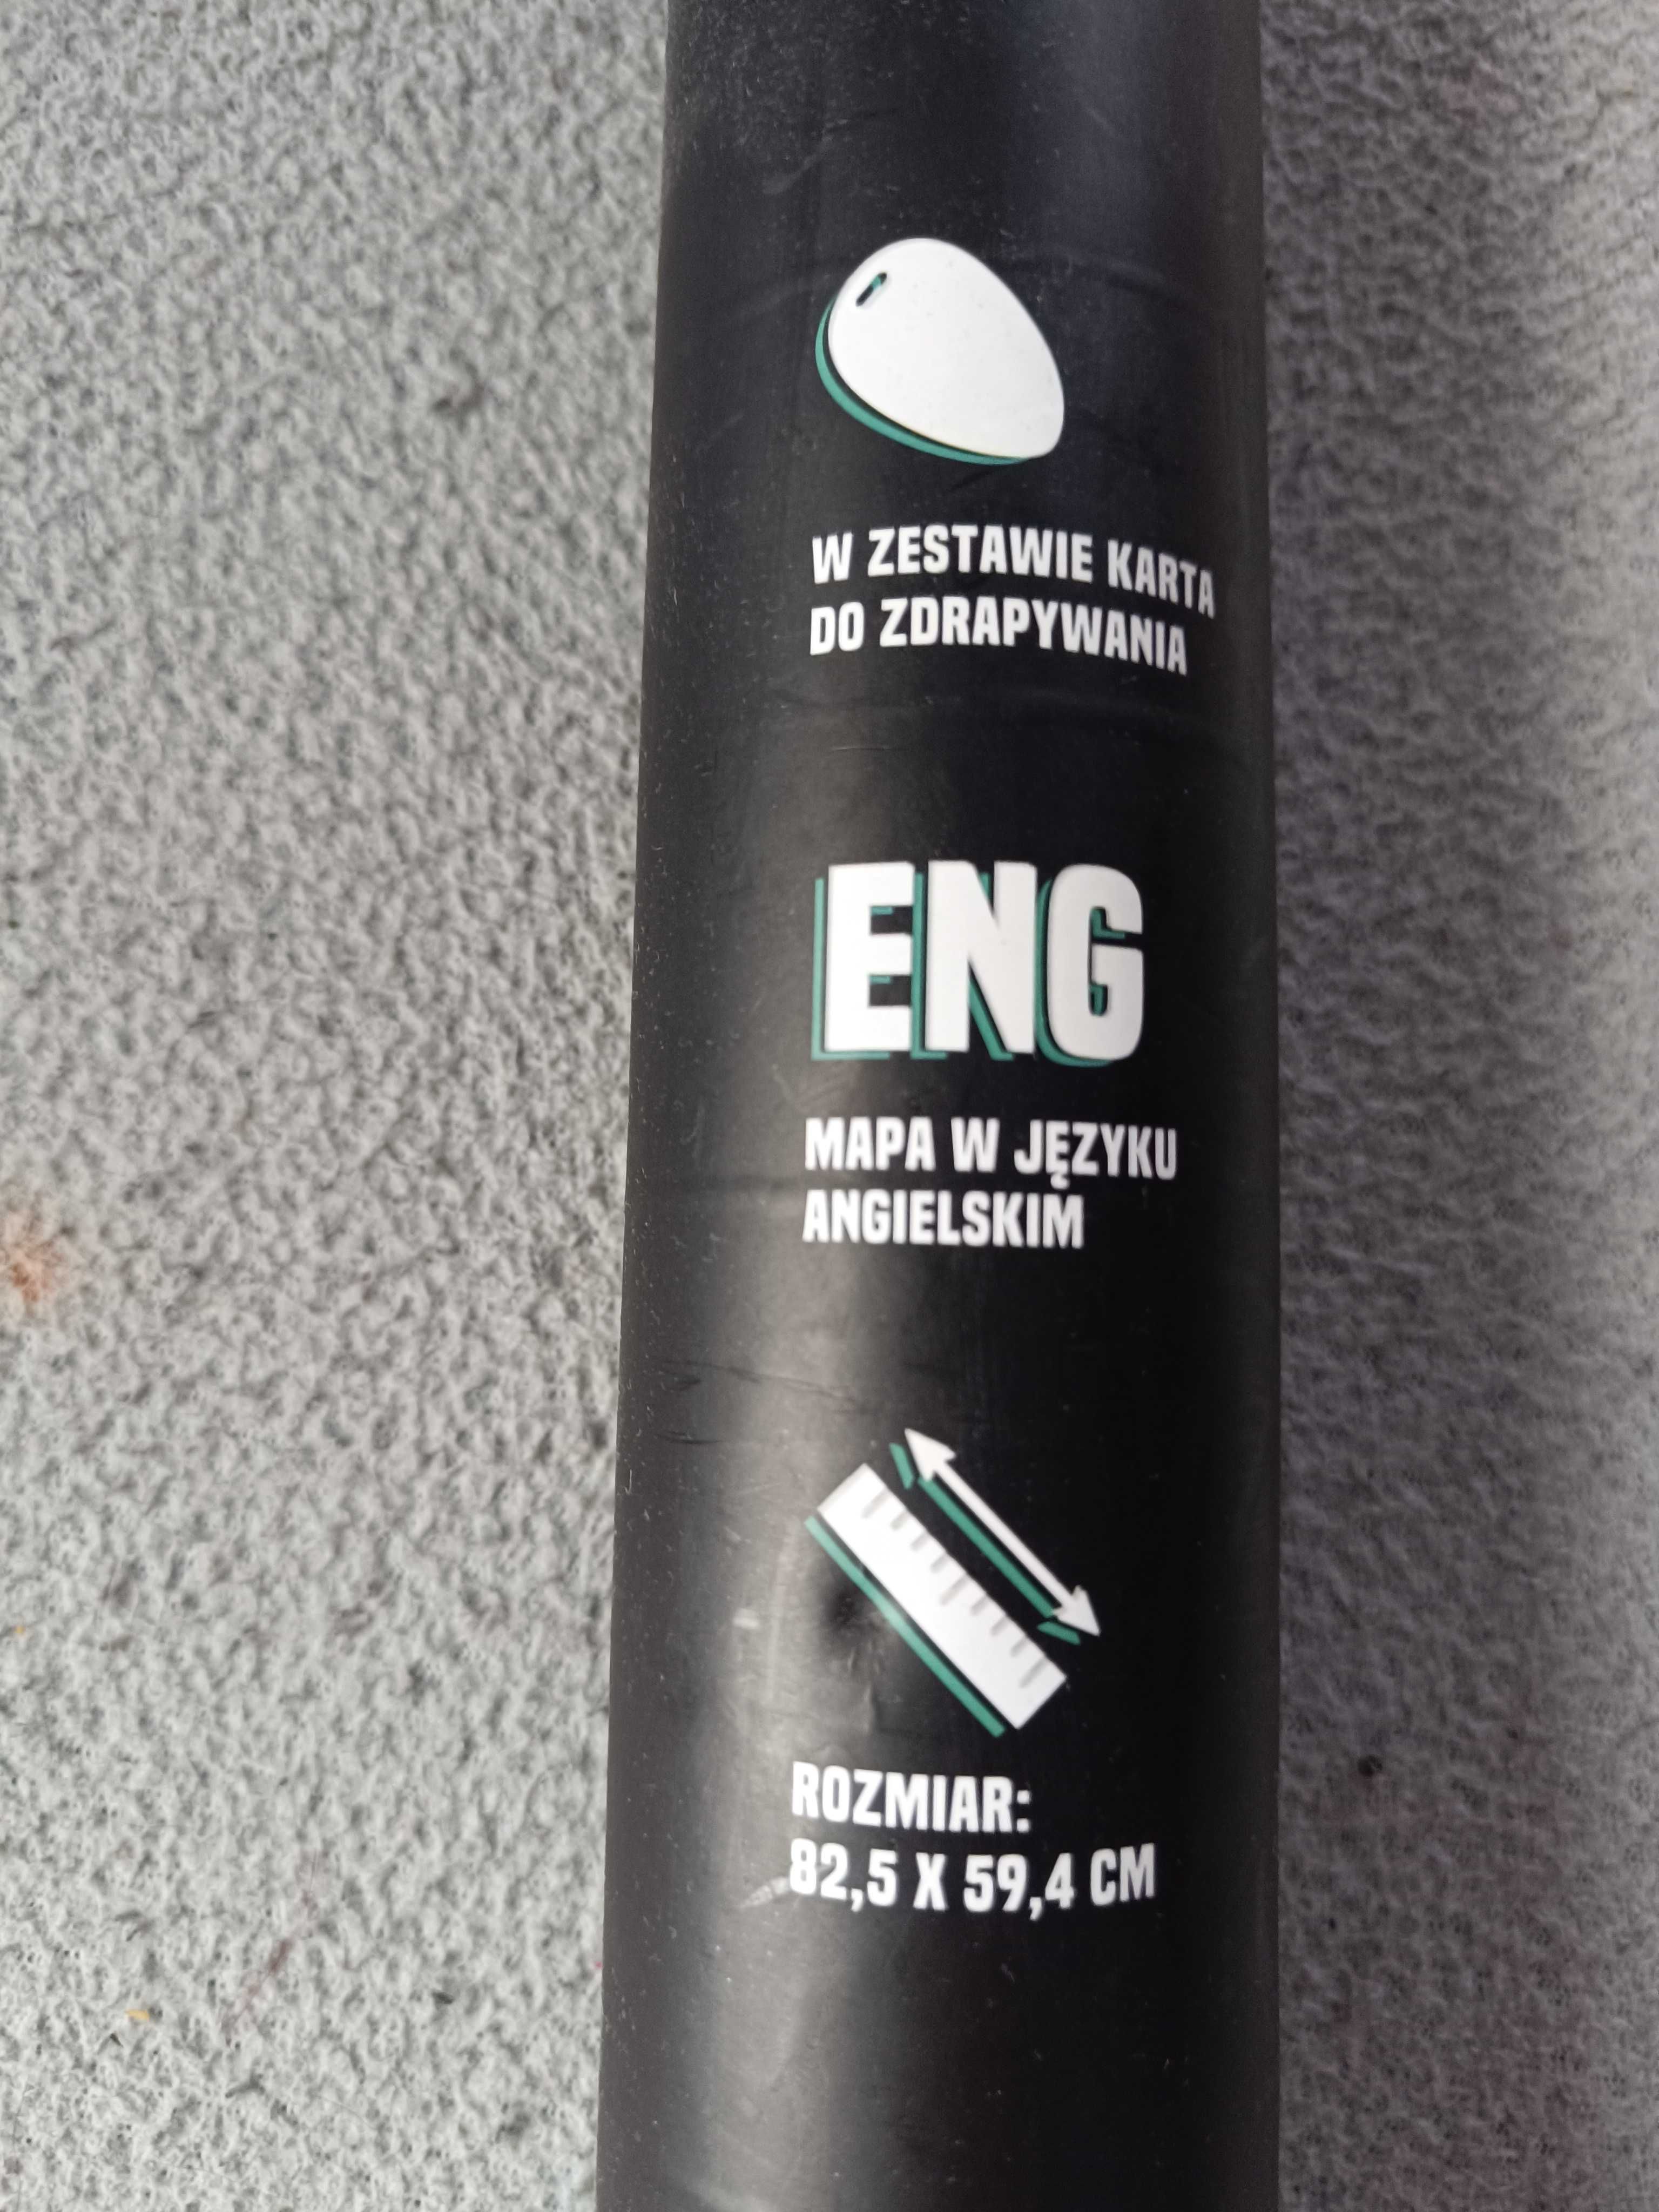 W ZESTAWIE KARTA
DO ZDRAPYWANIA
ENG
MAPA W JĘZYKU
ANGIELSKIM
ROZMIAR:
82,5 X 59,4 CM